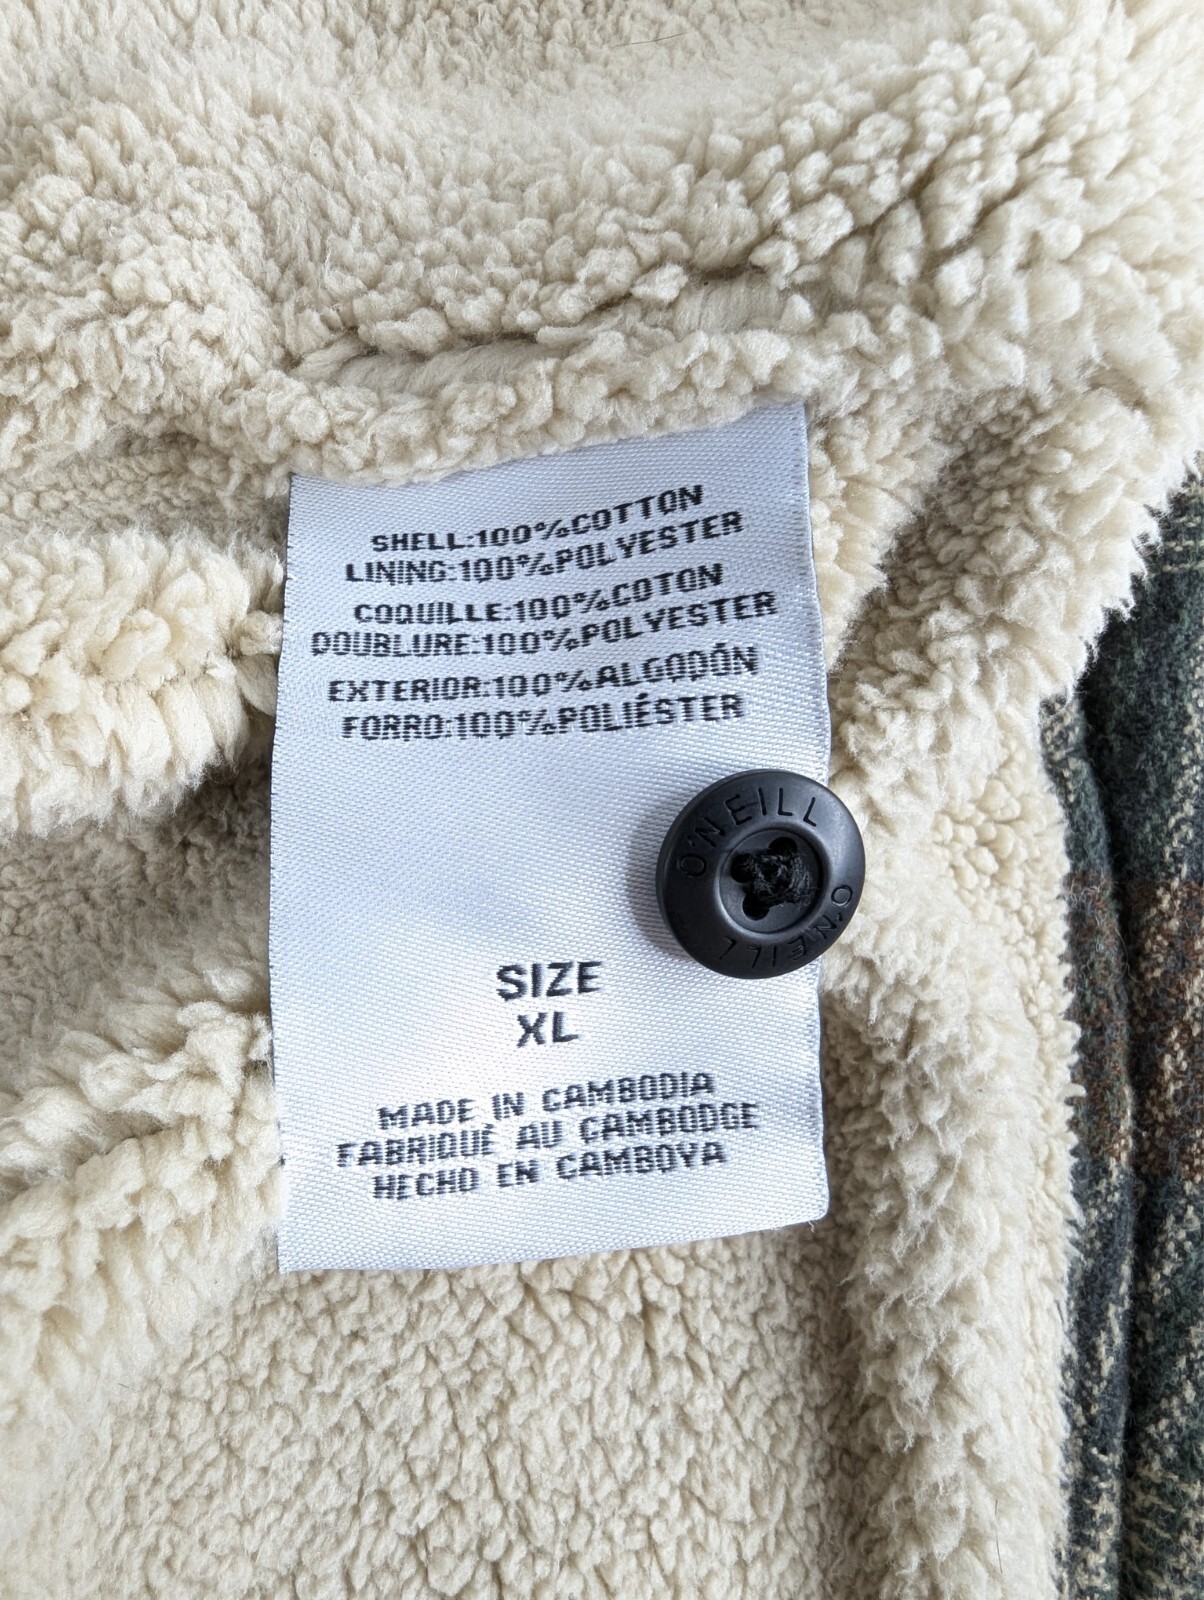 SHELL:100%COTTON
LINING:100%POLYESTER
COQUILLE:100%COTON
DOUBLURE:100%POLYESTER
EXTERIOR:100%ALGODÓN
FORRO:100%POLIÉSTER
O'NEILL
O'NEILL
SIZE
XL
MADE IN CAMBODIA
FABRIQUÉ AU CAMBODGE
HECHO EN CAMBOYA